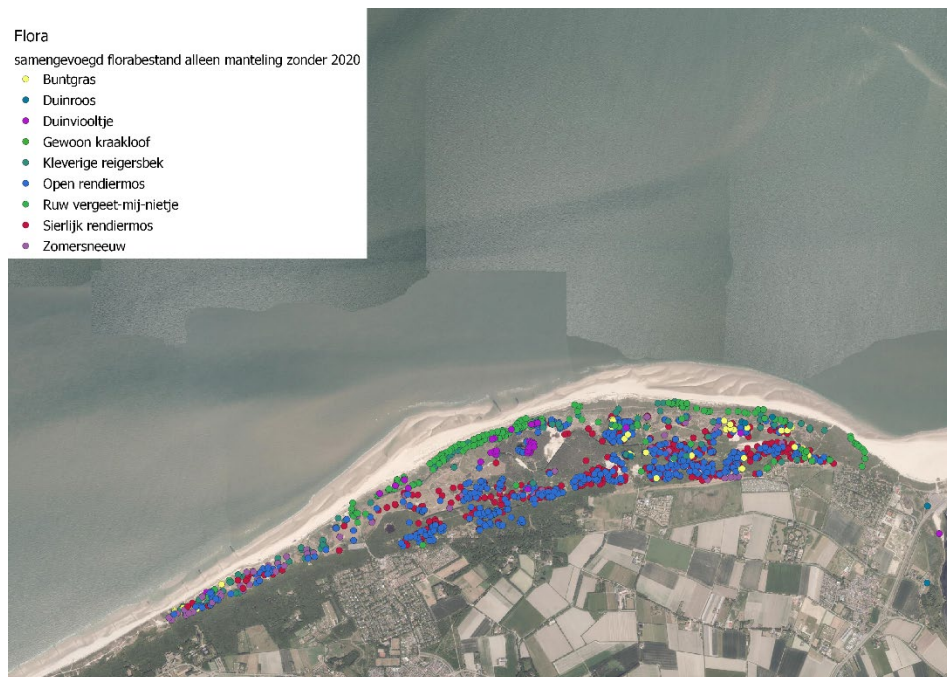 Flora
samengevoegd florabestand alleen manteling zonder 2020
Buntgras
Duinroos
Duinviooltje
Gewoon kraakloof
Kleverige reigersbek
Open rendiermos
Ruw vergeet-mij-nietje
Sierlijk rendiermos
Zomersneeuw